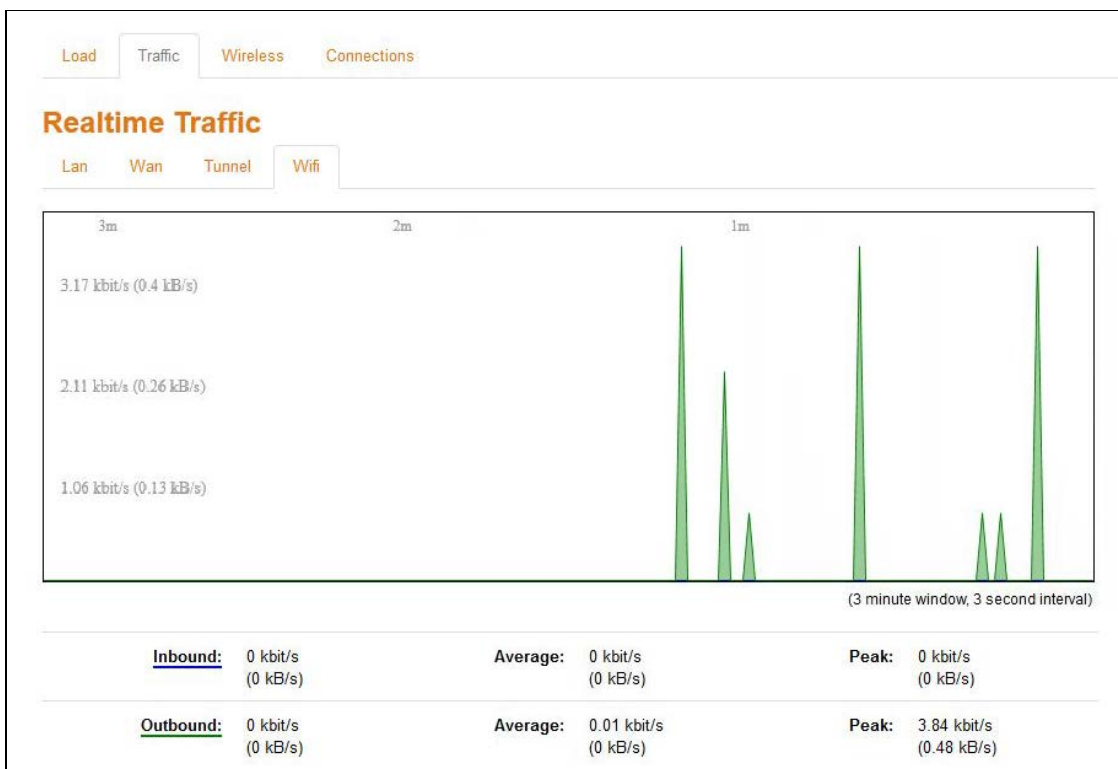 Load Traffic Wireless Connections
Realtime Traffic
Lan Wan Tunnel Wifi
3m 2m 1m
3.17 kbit/s (0.4 kB/s)
2.11 kbit/s (0.26 kB/s)
1.06 kbit/s (0.13 kB/s)
(3 minute window, 3 second interval)
Inbound: 0 kbit/s Average: 0 kbit/s Peak: 0 kbit/s
(0 kB/s) (0 kB/s) (0 kB/s)
Outbound: 0 kbit/s Average: 0.01 kbit/s Peak: 3.84 kbit/s
(0 kB/s) (0 kB/s) (0.48 kB/s)